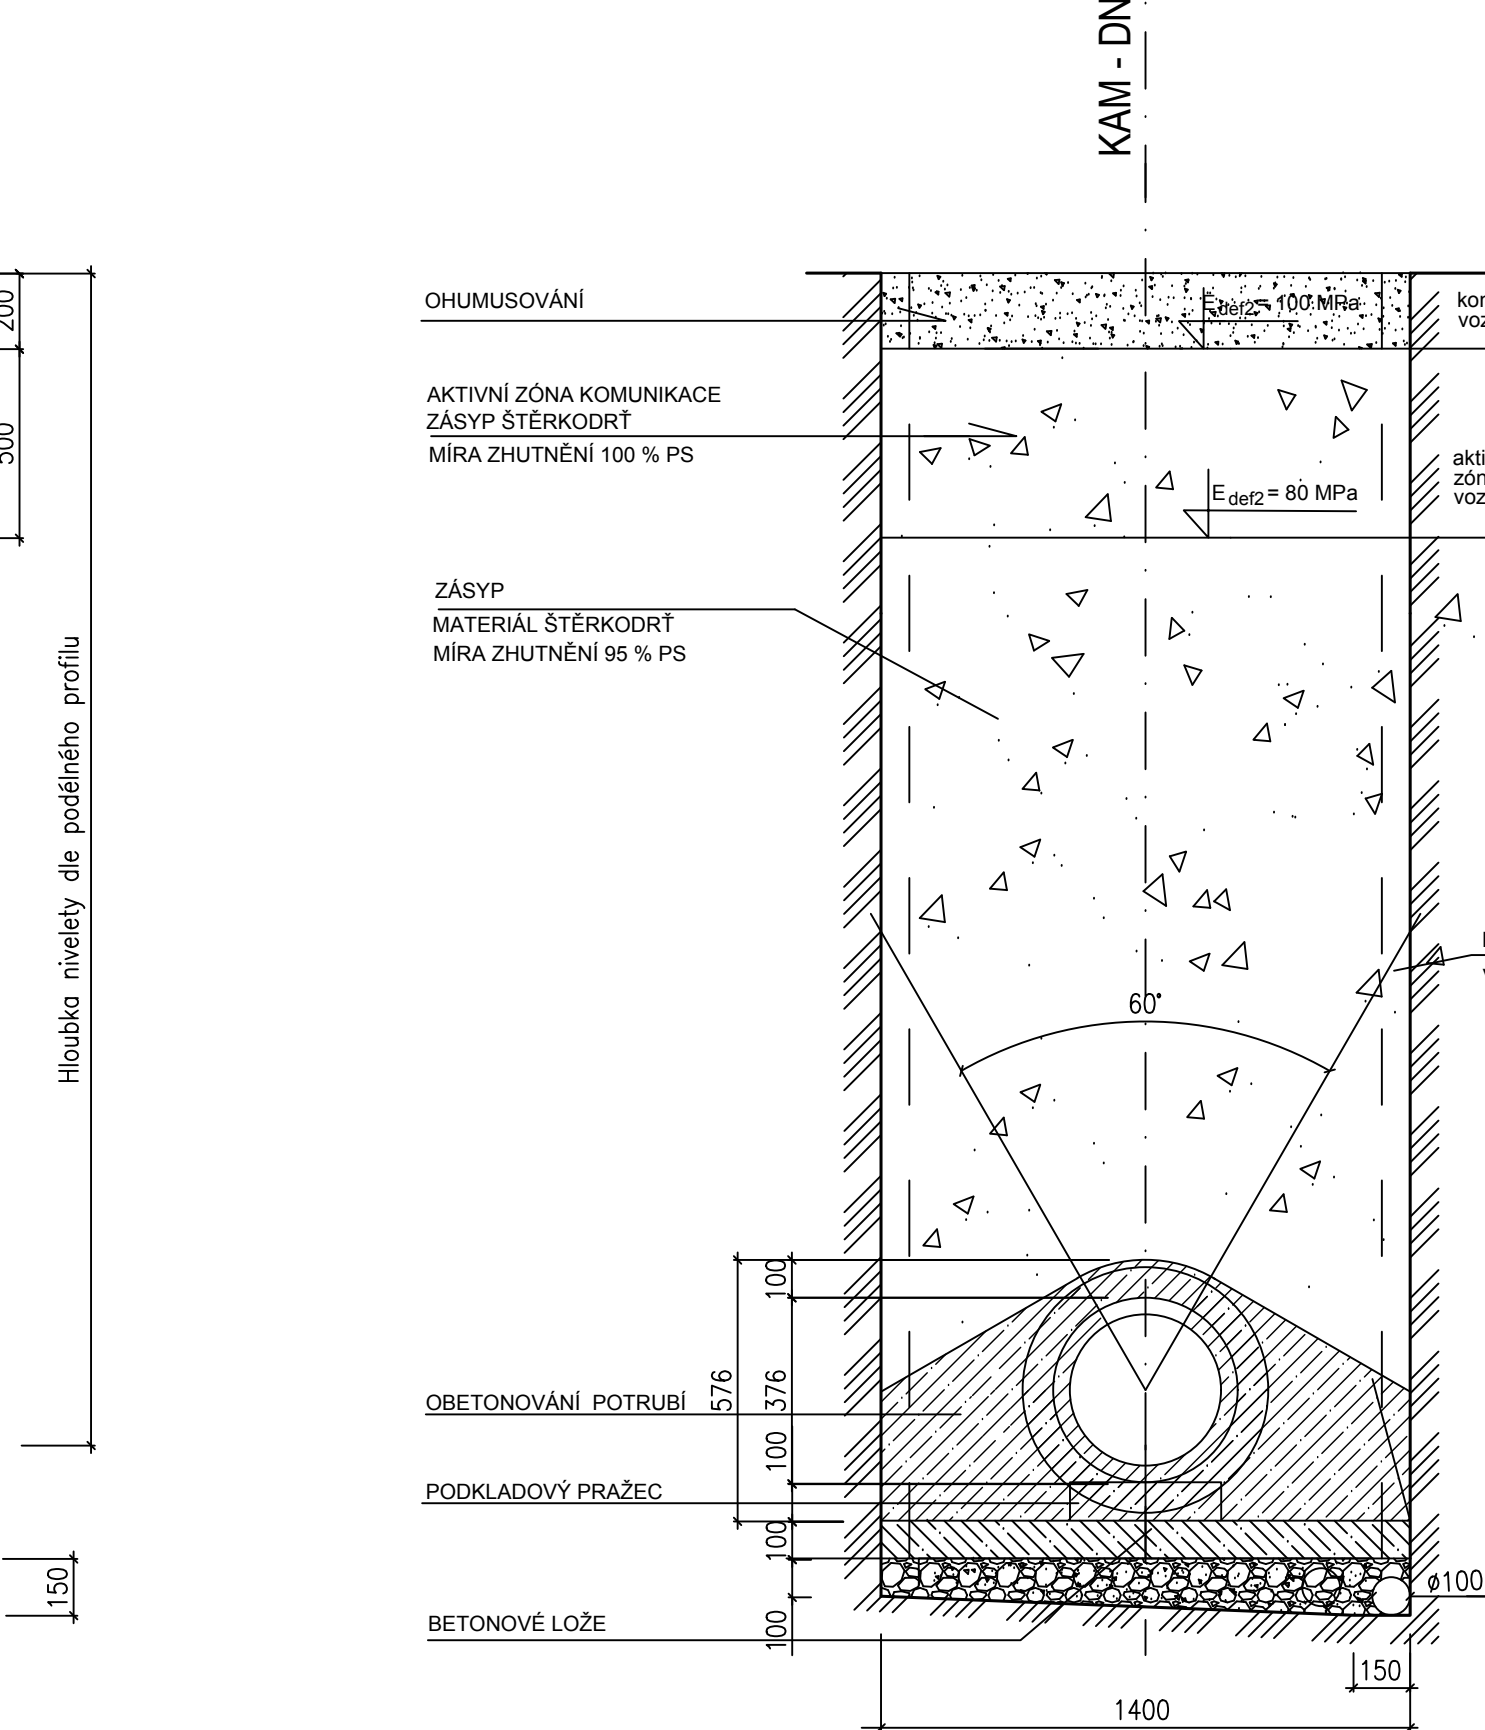 KAM - DN
200
500
OHUMUSOVÁNÍ
E def2 = 100 MPa
AKTIVNÍ ZÓNA KOMUNIKACE
ZÁSYP ŠTĚRKODRŤ
MÍRA ZHUTNĚNÍ 100 % PS
E def2 = 80 MPa
ZÁSYP
MATERIÁL ŠTĚRKODRŤ
MÍRA ZHUTNĚNÍ 95 % PS
Hloubka nivelety dle podélného profilu
60°
100
576
376
100
OBETONOVÁNÍ POTRUBÍ
PODKLADOVÝ PRAŽEC
100
150
ø100
BETONOVÉ LOŽE
100
150
1400